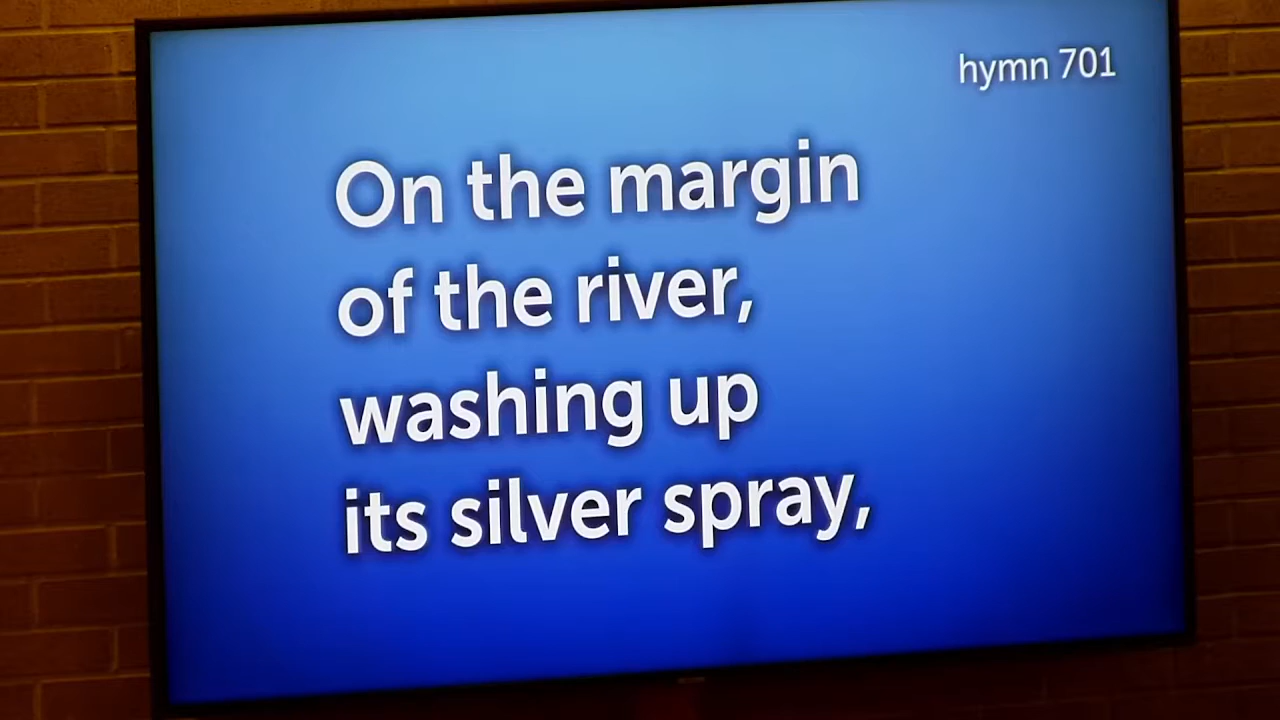 hymn 701
On the margin
of the river,
washing up
its silver spray,